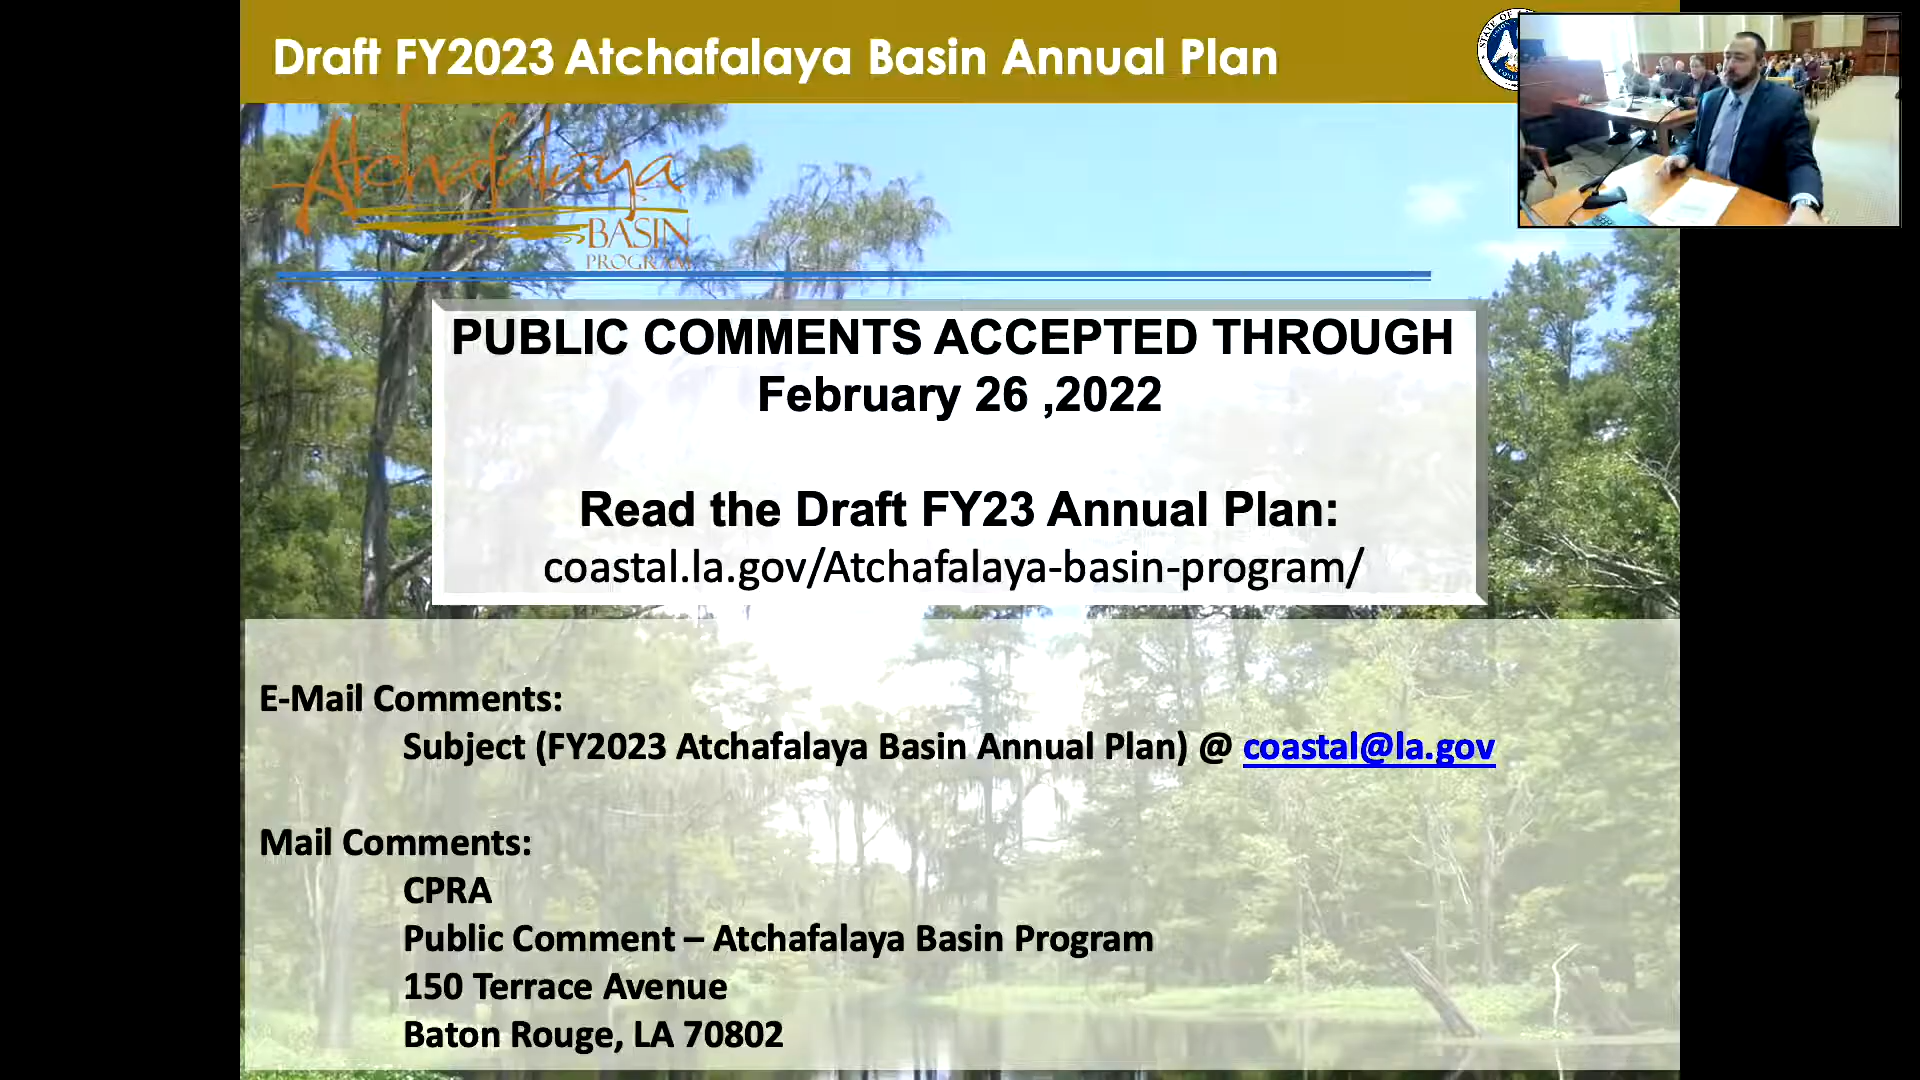 Draft FY2023 Atchafalaya Basin Annual Plan
STATE OF
Atchafalaya
BASIN
PROGRAM
PUBLIC COMMENTS ACCEPTED THROUGH
February 26 ,2022
Read the Draft FY23 Annual Plan:
coastal.la.gov/Atchafalaya-basin-program/
E-Mail Comments:
Subject (FY2023 Atchafalaya Basin Annual Plan) @ coastal@la.gov
Mail Comments:
CPRA
Public Comment – Atchafalaya Basin Program
150 Terrace Avenue
Baton Rouge, LA 70802